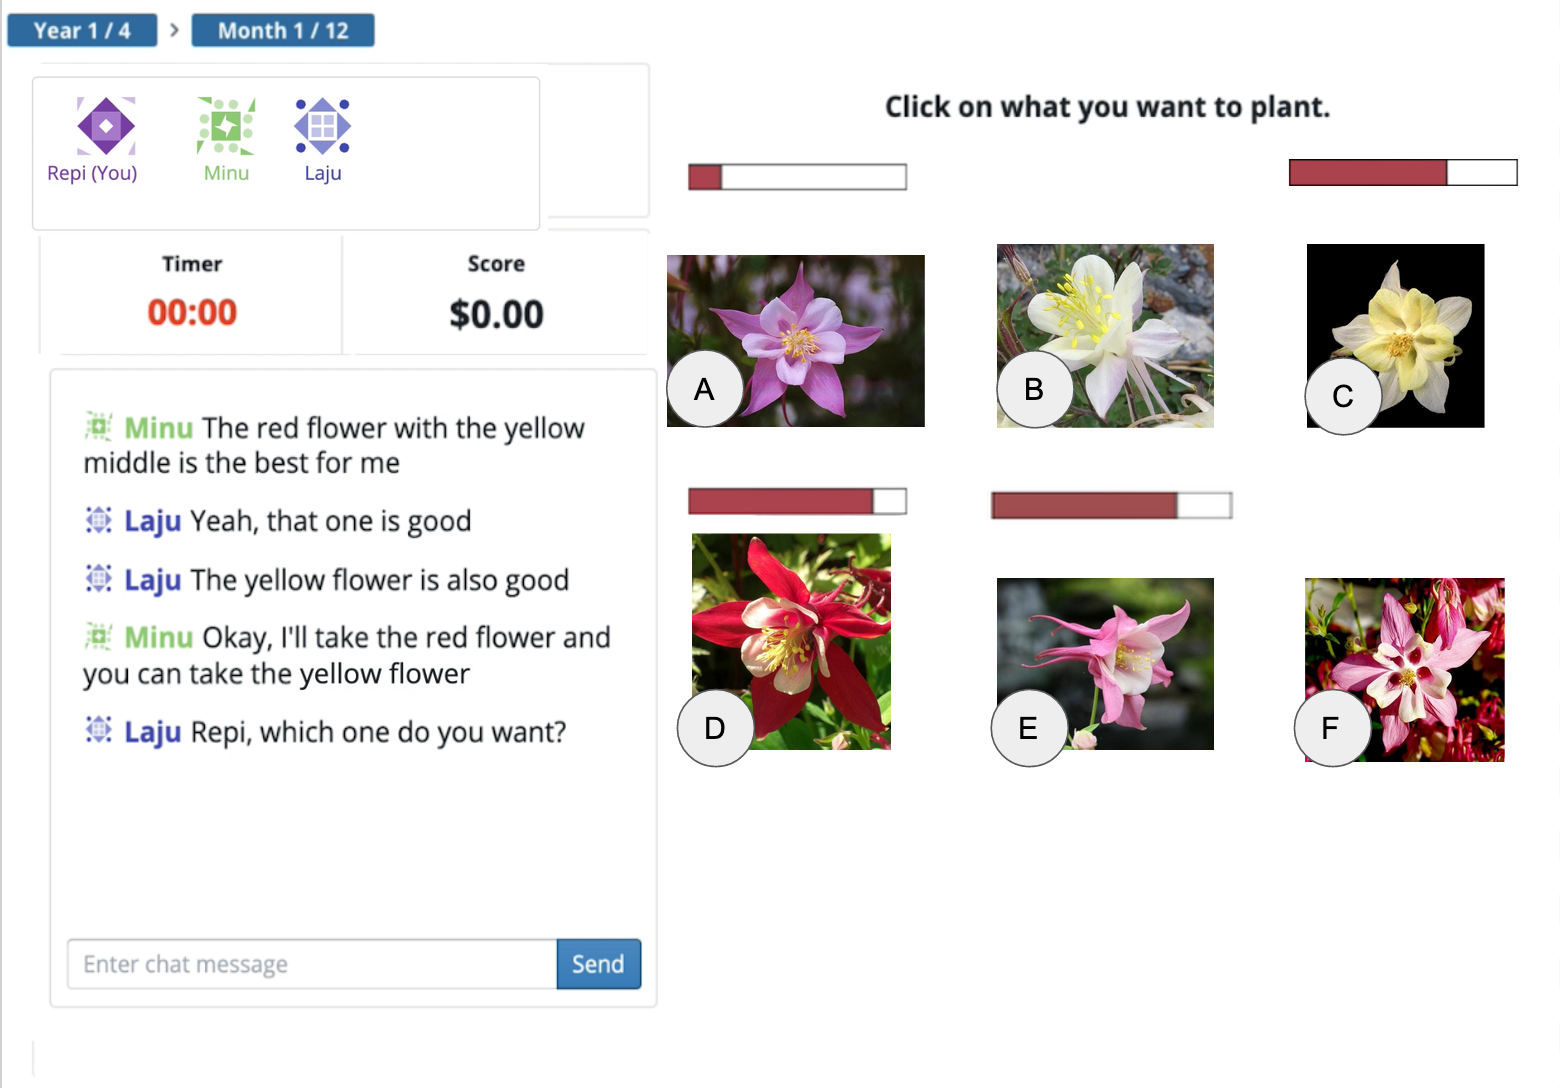 Year 1 / 4 > Month 1 / 12
Repi (You) Minu Laju
Timer Score
00:00 $0.00
Minu The red flower with the yellow
middle is the best for me
Laju Yeah, that one is good
Laju The yellow flower is also good
Minu Okay, I'll take the red flower and
you can take the yellow flower
Laju Repi, which one do you want?
Enter chat message Send
Click on what you want to plant.
A B C
D E F